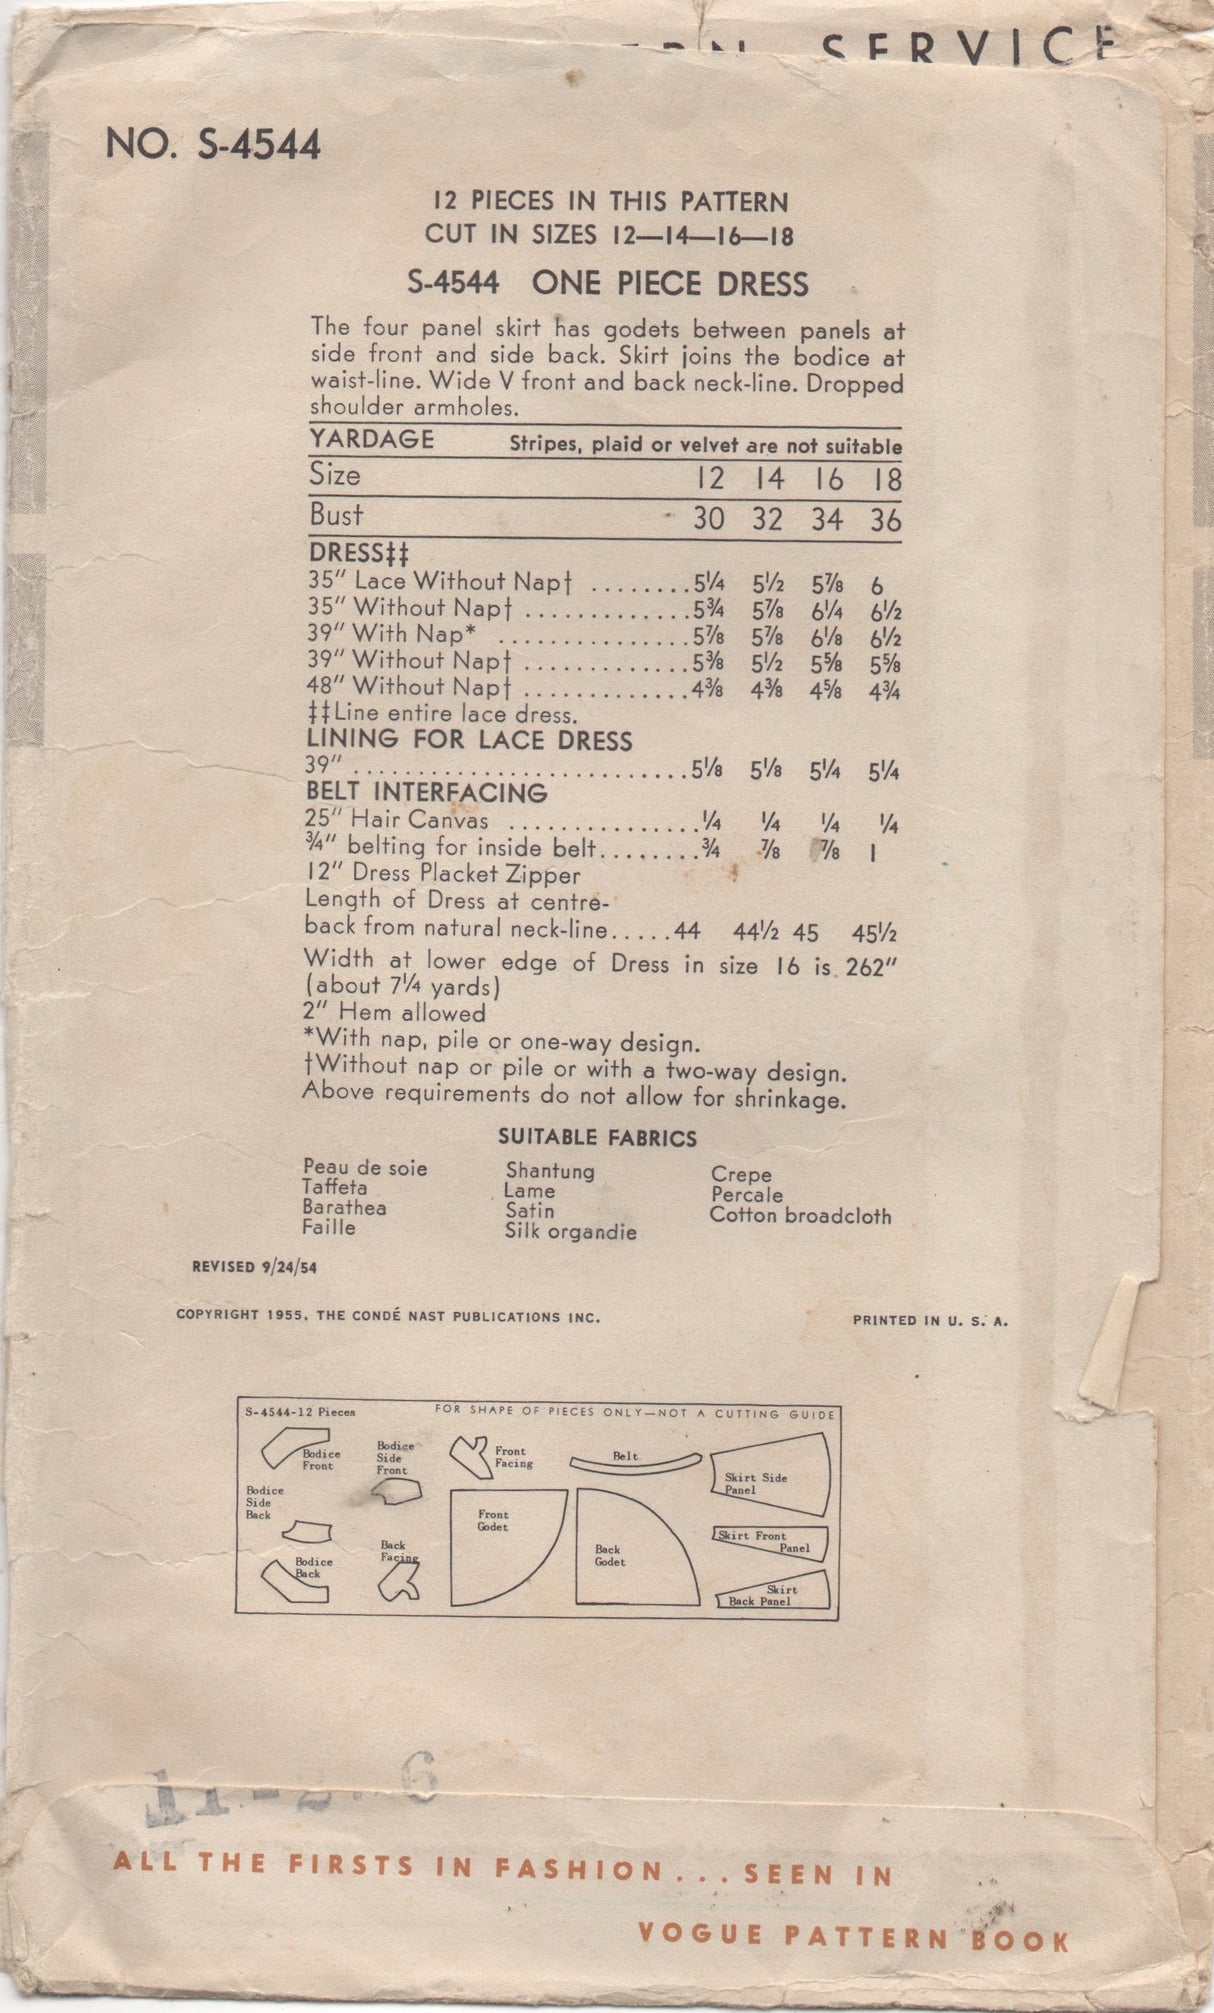 SERVICE
NO. S-4544
12 PIECES IN THIS PATTERN
CUT IN SIZES 12—14—16—18
S-4544 ONE PIECE DRESS
The four panel skirt has godets between panels at
side front and side back. Skirt joins the bodice at
waist-line. Wide V front and back neck-line. Dropped
shoulder armholes.
YARDAGE Stripes, plaid or velvet are not suitable
Size 12 14 16 18
Bust 30 32 34 36
DRESS‡‡
35" Lace Without Nap† ........5¼ 5½ 5⅞ 6
35" Without Nap† .............5¾ 5⅞ 6¼ 6½
39" With Nap* ...............5⅞ 5⅞ 6⅛ 6½
39" Without Nap† .............5⅜ 5½ 5⅝ 5⅝
48" Without Nap† .............4⅜ 4⅜ 4⅝ 4¾
‡‡Line entire lace dress.
LINING FOR LACE DRESS
39" ..........................5⅛ 5⅛ 5¼ 5¼
BELT INTERFACING
25" Hair Canvas ...............¼ ¼ ¼ ¼
¾" belting for inside belt........¾ ⅞ ⅞ 1
12" Dress Placket Zipper
Length of Dress at centre-
back from natural neck-line.....44 44½ 45 45½
Width at lower edge of Dress in size 16 is 262"
(about 7¼ yards)
2" Hem allowed
*With nap, pile or one-way design.
†Without nap or pile or with a two-way design.
Above requirements do not allow for shrinkage.
SUITABLE FABRICS
Peau de soie Shantung Crepe
Taffeta Lame Percale
Barathea Satin Cotton broadcloth
Faille Silk organdie
REVISED 9/24/54
COPYRIGHT 1955, THE CONDÉ NAST PUBLICATIONS INC. PRINTED IN U. S. A.
S-4544-12 Pieces FOR SHAPE OF PIECES ONLY—NOT A CUTTING GUIDE
Bodice
Front
Bodice
Side
Front
Front
Facing
Belt
Skirt Side
Panel
Bodice
Side
Back
Front
Godet
Back
Godet
Skirt Front
Panel
Bodice
Back
Back
Facing
Skirt
Back Panel
ALL THE FIRSTS IN FASHION...SEEN IN
VOGUE PATTERN BOOK